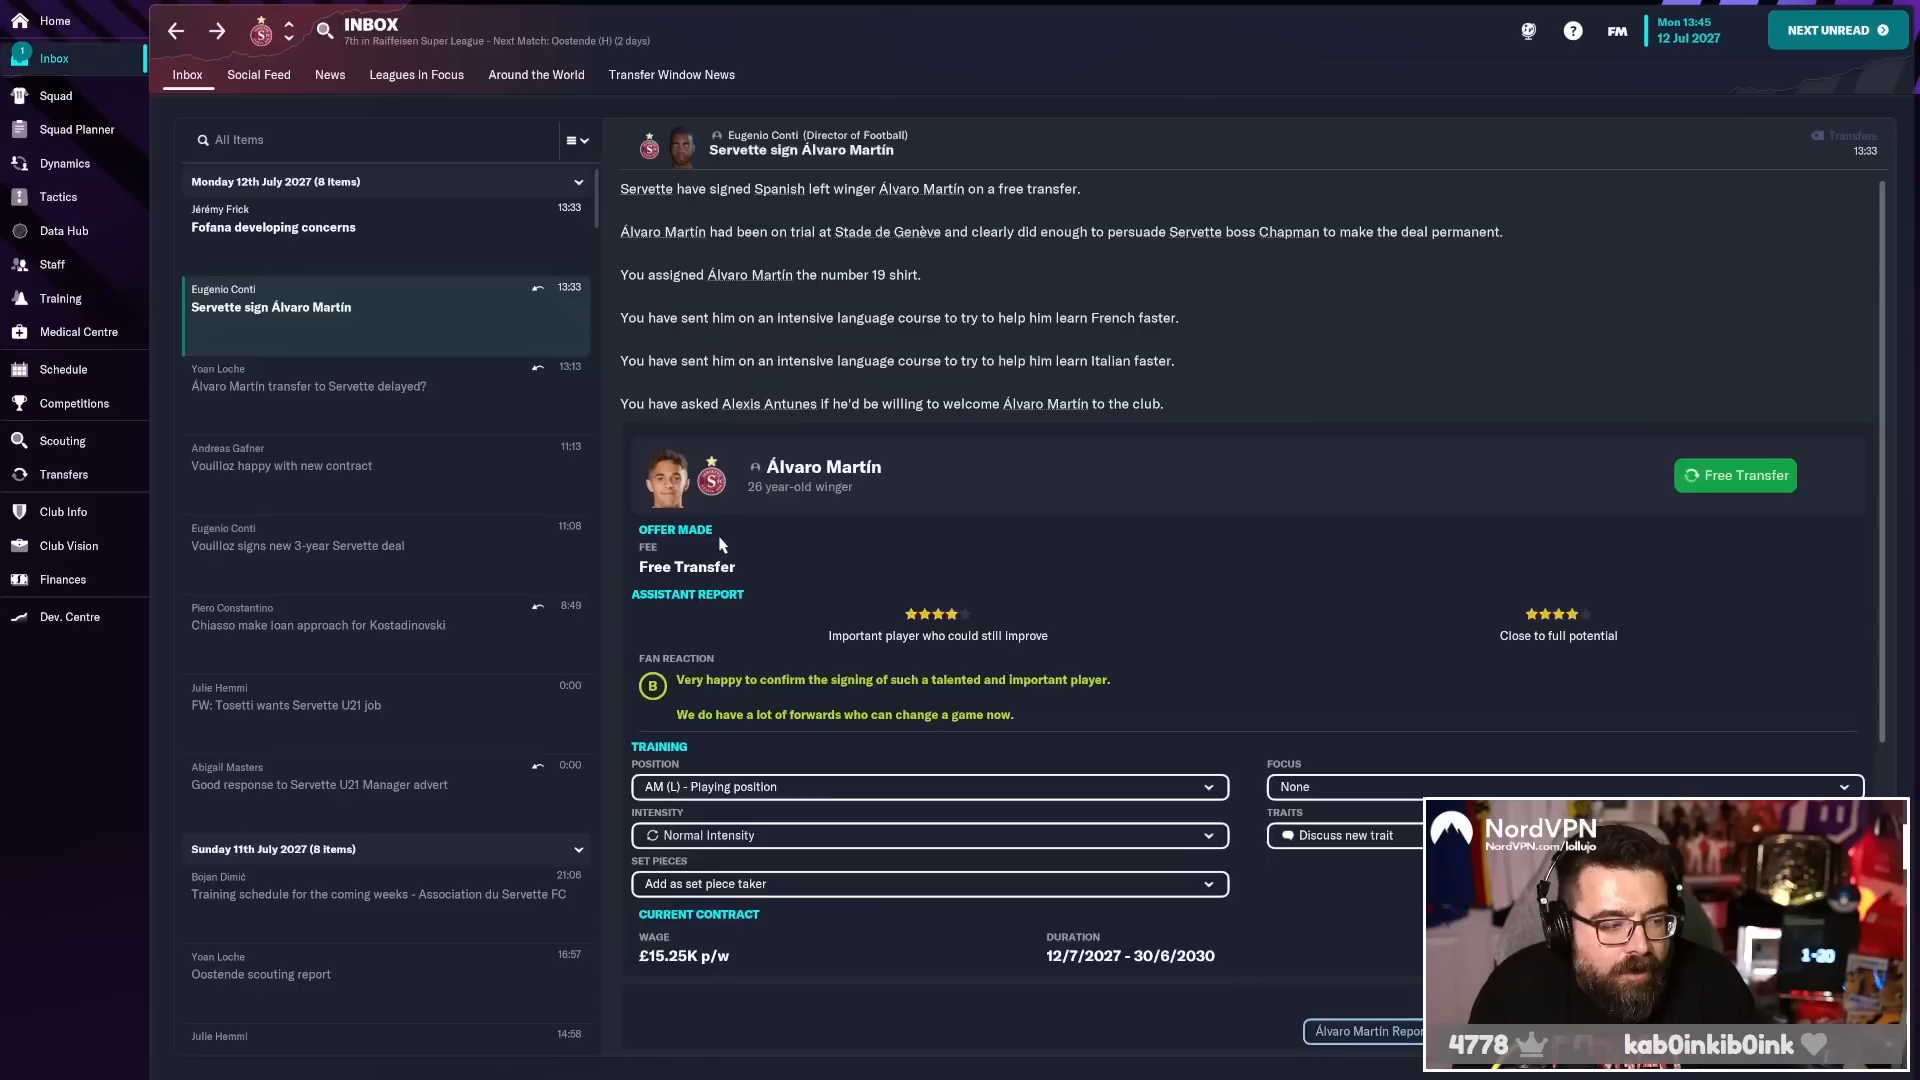 Home
1
Inbox
Squad
Squad Planner
Dynamics
Tactics
Data Hub
Staff
Training
Medical Centre
Schedule
Competitions
Scouting
Transfers
Club Info
Club Vision
Finances
Dev. Centre
INBOX
7th in Raiffeisen Super League - Next Match: Oostende (H) (2 days)
?
FM
Mon 13:45
12 Jul 2027
NEXT UNREAD
Inbox
Social Feed
News
Leagues in Focus
Around the World
Transfer Window News
All Items
Monday 12th July 2027 (8 Items)
Jérémy Frick 13:33
Fofana developing concerns
Eugenio Conti 13:33
Servette sign Álvaro Martín
Yoan Loche 13:13
Álvaro Martín transfer to Servette delayed?
Andreas Gafner 11:13
Vouilloz happy with new contract
Eugenio Conti 11:08
Vouilloz signs new 3-year Servette deal
Piero Constantino 8:49
Chiasso make loan approach for Kostadinovski
Julie Hemmi 0:00
FW: Tosetti wants Servette U21 job
Abigail Masters 0:00
Good response to Servette U21 Manager advert
Sunday 11th July 2027 (8 items)
Bojan Dimić 21:06
Training schedule for the coming weeks - Association du Servette FC
Yoan Loche 16:57
Oostende scouting report
Julie Hemmi 14:58
Eugenio Conti (Director of Football)
Servette sign Álvaro Martín
Transfers
13:33
Servette have signed Spanish left winger Álvaro Martín on a free transfer.
Álvaro Martín had been on trial at Stade de Genève and clearly did enough to persuade Servette boss Chapman to make the deal permanent.
You assigned Álvaro Martín the number 19 shirt.
You have sent him on an intensive language course to try to help him learn French faster.
You have sent him on an intensive language course to try to help him learn Italian faster.
You have asked Alexis Antunes if he'd be willing to welcome Álvaro Martín to the club.
Álvaro Martín
26 year-old winger
Free Transfer
OFFER MADE
FEE
Free Transfer
ASSISTANT REPORT
Important player who could still improve
Close to full potential
FAN REACTION
B
Very happy to confirm the signing of such a talented and important player.
We do have a lot of forwards who can change a game now.
TRAINING
POSITION
AM (L) - Playing position
FOCUS
None
INTENSITY
Normal Intensity
TRAITS
Discuss new trait
SET PIECES
Add as set piece taker
CURRENT CONTRACT
WAGE
£15.25K p/w
DURATION
12/7/2027 - 30/6/2030
Álvaro Martín Repor
NordVPN
NordVPN.com/lollujo
1-20
4778
kab0inkib0ink